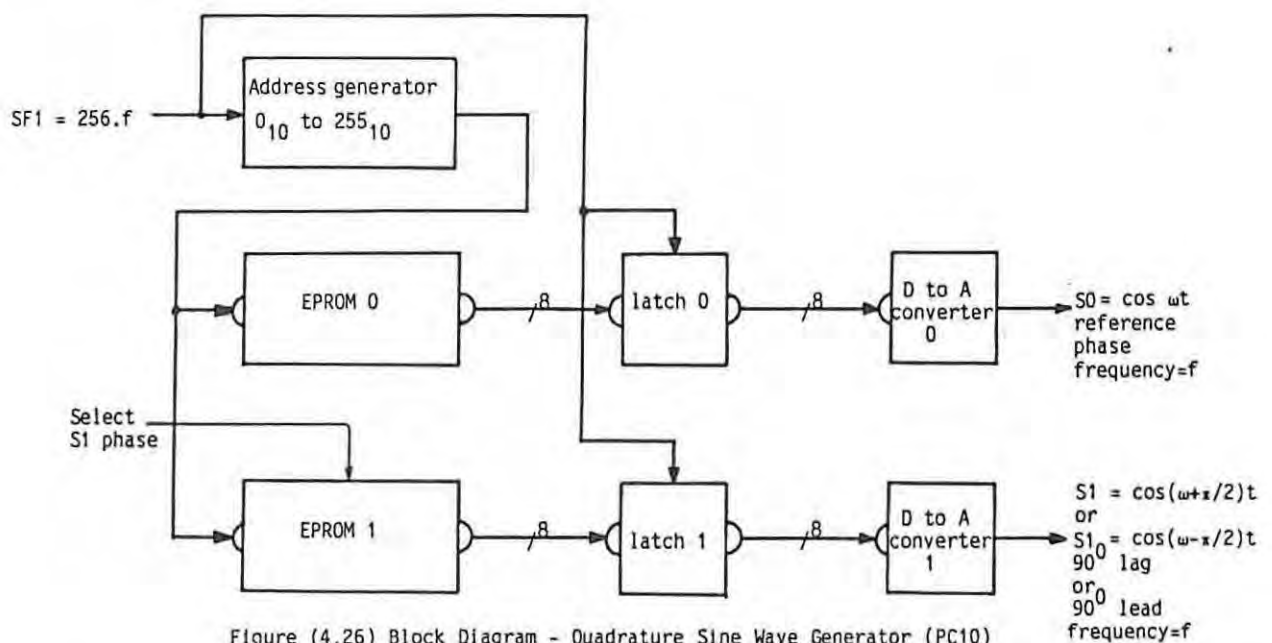 Address generator
0₁₀ to 255₁₀
SF1 = 256.f
EPROM 0
8
latch 0
8
D to A
converter
0
S0= cos ωt
reference
phase
frequency=f
Select
S1 phase
EPROM 1
8
latch 1
8
D to A
converter
1
S1 = cos(ω+π/2)t
or
S1₀ = cos(ω-π/2)t
90⁰ lag
or
90⁰ lead
frequency=f
Figure (4.26) Block Diagram - Quadrature Sine Wave Generator (PC10)